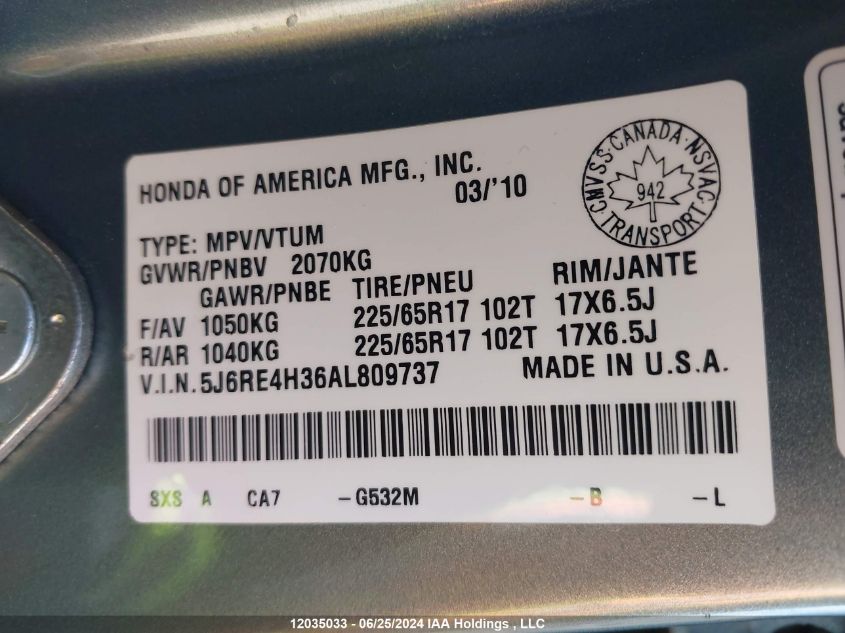 HONDA OF AMERICA MFG., INC.
03/'10
CMVSS · CANADA · NSVAC
942
TRANSPORT
TYPE: MPV/VTUM
GVWR/PNBV 2070KG
GAWR/PNBE TIRE/PNEU RIM/JANTE
F/AV 1050KG 225/65R17 102T 17X6.5J
R/AR 1040KG 225/65R17 102T 17X6.5J
V.I.N. 5J6RE4H36AL809737 MADE IN U.S.A.
SXS A CA7 -G532M -B -L
12035033 - 06/25/2024 IAA Holdings , LLC